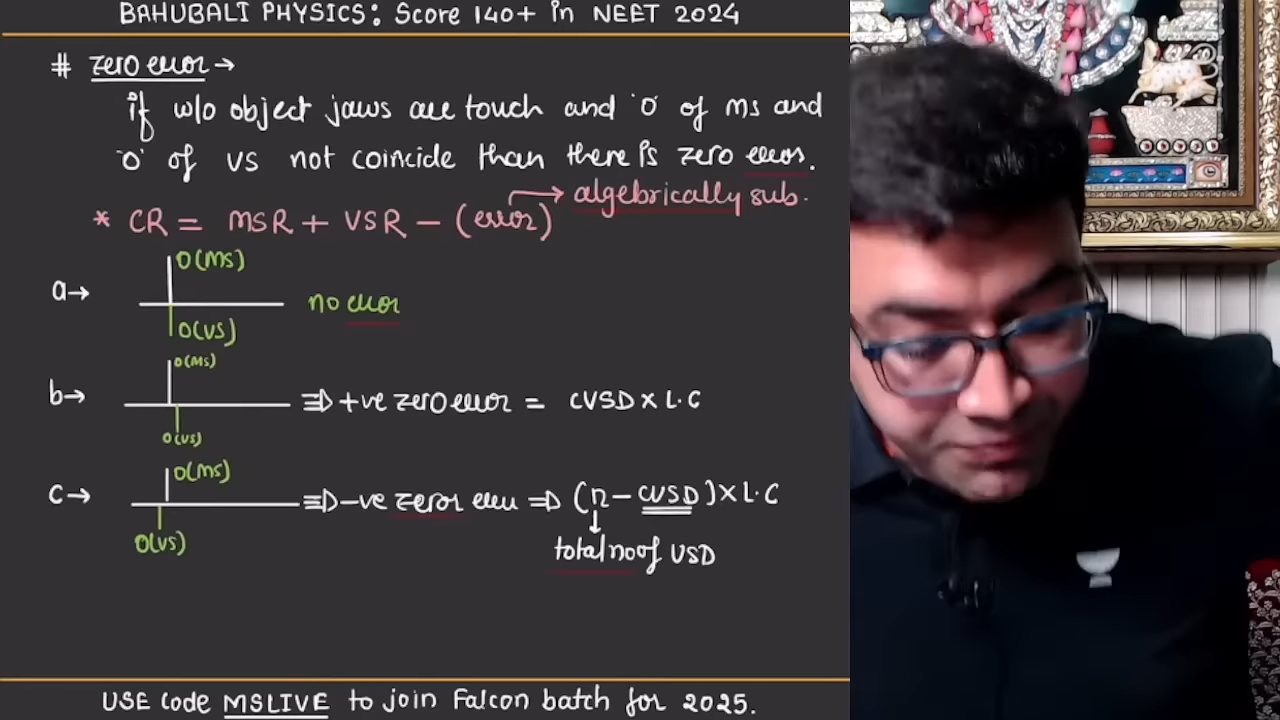 BAHUBALI PHYSICS: Score 140+ in NEET 2024
# zero error →
if w/o object jaws are touch and '0' of ms and
'0' of vs not coincide than there is zero error.
* CR = MSR + VSR - (error) → algebrically sub.
0(MS)
a→ no error
0(VS)
0(MS)
b→ ⇒ +ve zero error = CVSD × L.C
0(VS)
0(MS)
c→ ⇒ -ve zeror erru ⇒ (n - CVSD) × L.C
0(VS)
total no of VSD
USE Code MSLIVE to join Falcon batch for 2025.